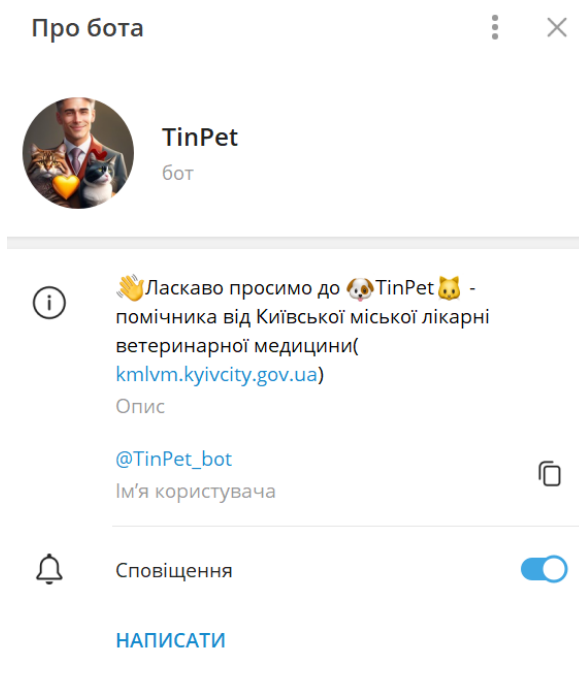 Про бота
TinPet
бот
👋Ласкаво просимо до 🐶TinPet🐱 -
помічника від Київської міської лікарні
ветеринарної медицини(
kmlvm.kyivcity.gov.ua)
Опис
@TinPet_bot
Ім’я користувача
Сповіщення
НАПИСАТИ